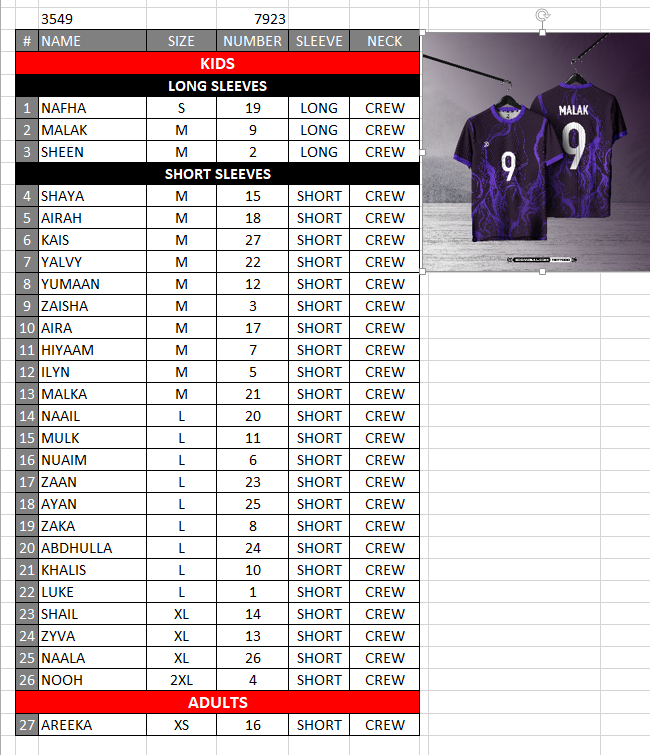 3549 7923
# NAME SIZE NUMBER SLEEVE NECK
KIDS
LONG SLEEVES
1 NAFHA S 19 LONG CREW
2 MALAK M 9 LONG CREW
3 SHEEN M 2 LONG CREW
SHORT SLEEVES
4 SHAYA M 15 SHORT CREW
5 AIRAH M 18 SHORT CREW
6 KAIS M 27 SHORT CREW
7 YALVY M 22 SHORT CREW
8 YUMAAN M 12 SHORT CREW
9 ZAISHA M 3 SHORT CREW
10 AIRA M 17 SHORT CREW
11 HIYAAM M 7 SHORT CREW
12 ILYN M 5 SHORT CREW
13 MALKA M 21 SHORT CREW
14 NAAIL L 20 SHORT CREW
15 MULK L 11 SHORT CREW
16 NUAIM L 6 SHORT CREW
17 ZAAN L 23 SHORT CREW
18 AYAN L 25 SHORT CREW
19 ZAKA L 8 SHORT CREW
20 ABDHULLA L 24 SHORT CREW
21 KHALIS L 10 SHORT CREW
22 LUKE L 1 SHORT CREW
23 SHAIL XL 14 SHORT CREW
24 ZYVA XL 13 SHORT CREW
25 NAALA XL 26 SHORT CREW
26 NOOH 2XL 4 SHORT CREW
ADULTS
27 AREEKA XS 16 SHORT CREW
MALAK
9
9